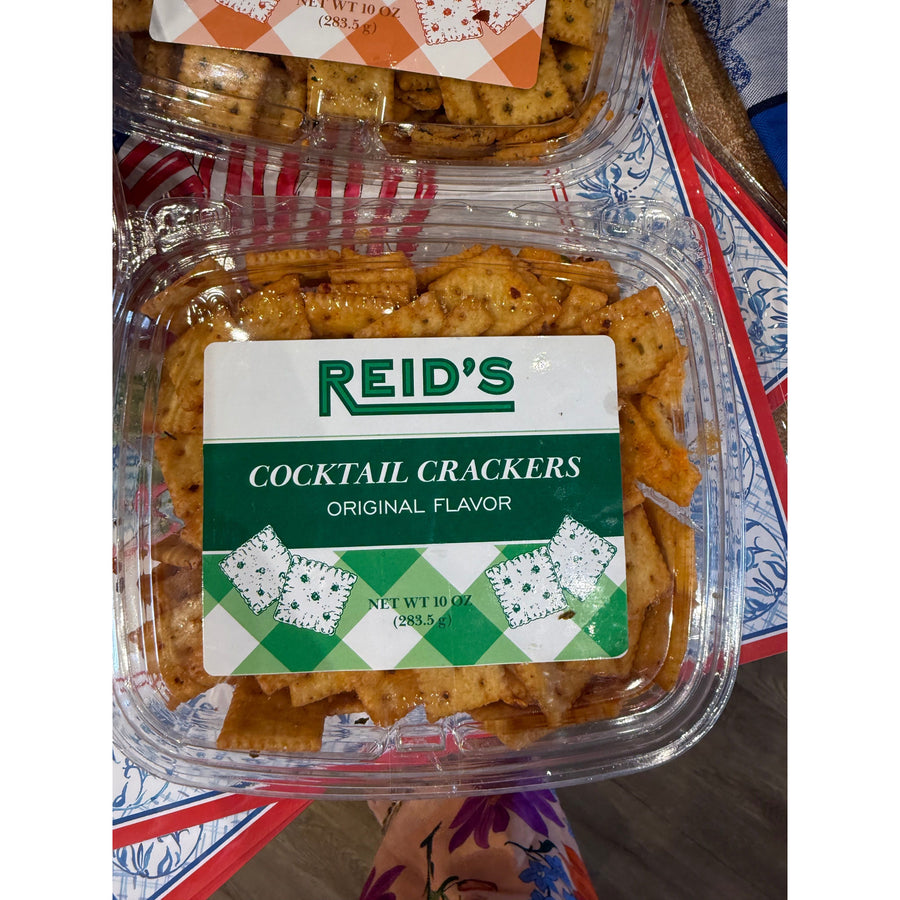 NET WT 10 OZ
(283.5 g)
REID'S
COCKTAIL CRACKERS
ORIGINAL FLAVOR
NET WT 10 OZ
(283.5 g)